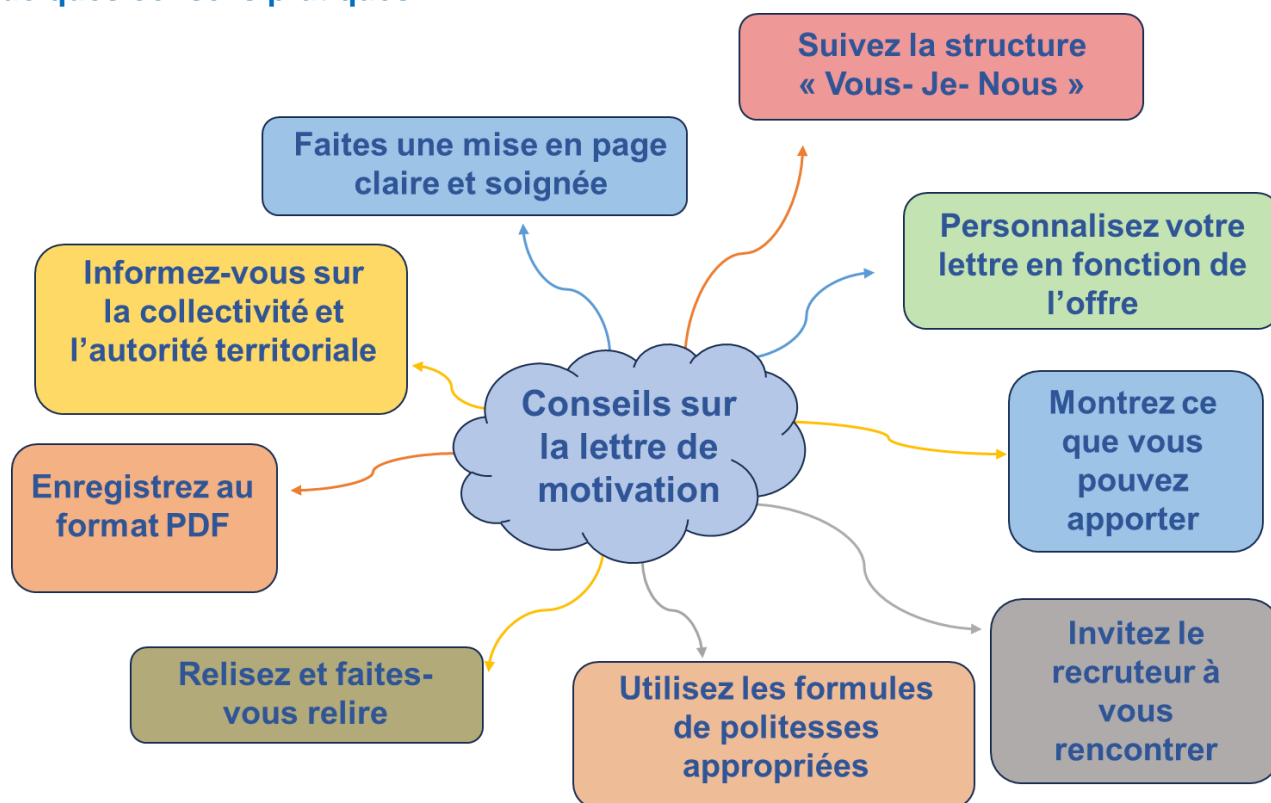 Suivez la structure
« Vous- Je- Nous »
Faites une mise en page
claire et soignée
Personnalisez votre
lettre en fonction de
l’offre
Informez-vous sur
la collectivité et
l’autorité territoriale
Conseils sur
la lettre de
motivation
Montrez ce
que vous
pouvez
apporter
Enregistrez au
format PDF
Invitez le
recruteur à
vous
rencontrer
Relisez et faites-
vous relire
Utilisez les formules
de politesses
appropriées